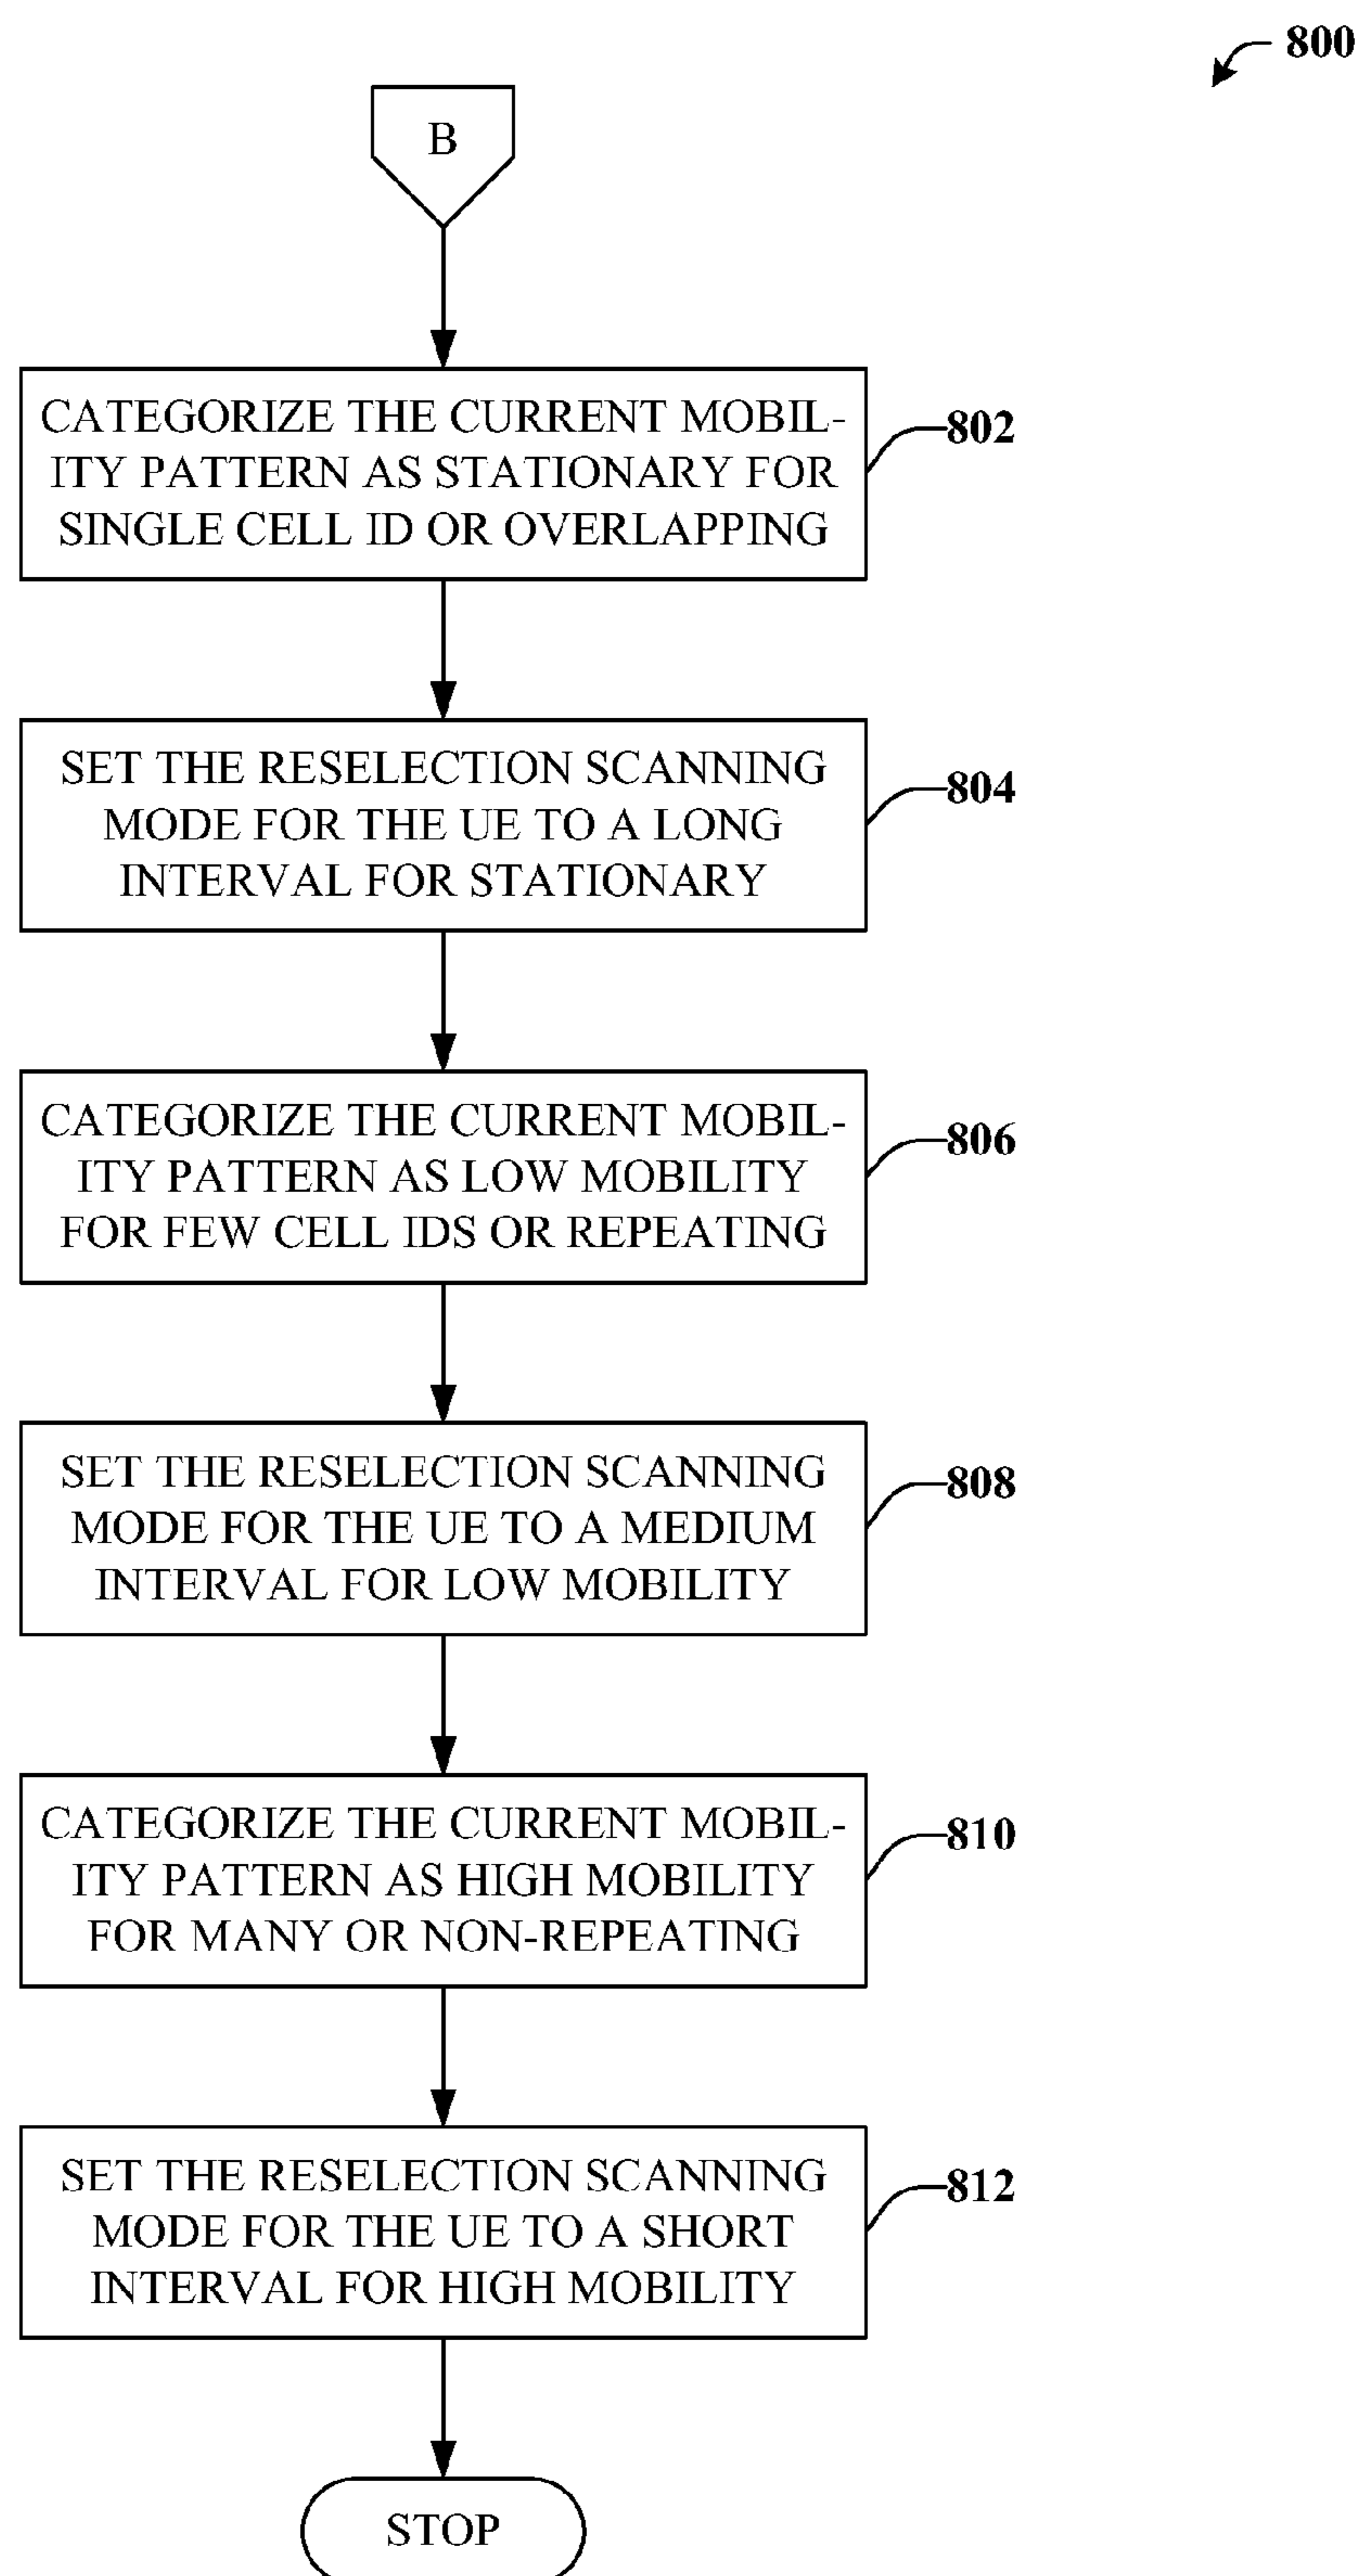 800
B
CATEGORIZE THE CURRENT MOBIL-
ITY PATTERN AS STATIONARY FOR
SINGLE CELL ID OR OVERLAPPING
802
SET THE RESELECTION SCANNING
MODE FOR THE UE TO A LONG
INTERVAL FOR STATIONARY
804
CATEGORIZE THE CURRENT MOBIL-
ITY PATTERN AS LOW MOBILITY
FOR FEW CELL IDS OR REPEATING
806
SET THE RESELECTION SCANNING
MODE FOR THE UE TO A MEDIUM
INTERVAL FOR LOW MOBILITY
808
CATEGORIZE THE CURRENT MOBIL-
ITY PATTERN AS HIGH MOBILITY
FOR MANY OR NON-REPEATING
810
SET THE RESELECTION SCANNING
MODE FOR THE UE TO A SHORT
INTERVAL FOR HIGH MOBILITY
812
STOP